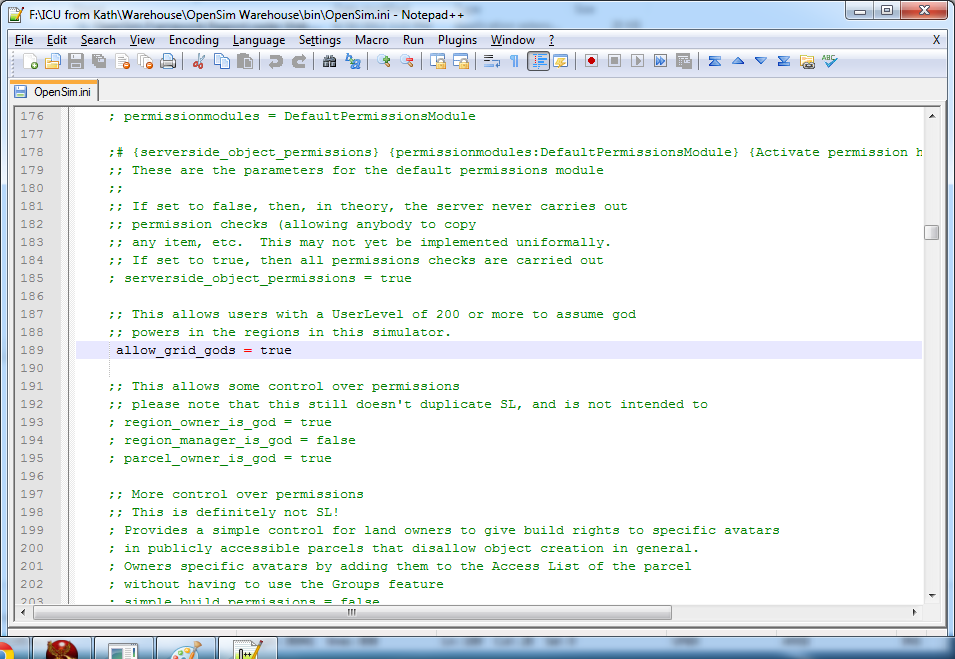 F:\ICU from Kath\Warehouse\OpenSim Warehouse\bin\OpenSim.ini - Notepad++
File Edit Search View Encoding Language Settings Macro Run Plugins Window ? X
OpenSim.ini
176 ; permissionmodules = DefaultPermissionsModule
177
178 ;# {serverside_object_permissions} {permissionmodules:DefaultPermissionsModule} {Activate permission h
179 ;; These are the parameters for the default permissions module
180 ;;
181 ;; If set to false, then, in theory, the server never carries out
182 ;; permission checks (allowing anybody to copy
183 ;; any item, etc.  This may not yet be implemented uniformally.
184 ;; If set to true, then all permissions checks are carried out
185 ; serverside_object_permissions = true
186
187 ;; This allows users with a UserLevel of 200 or more to assume god
188 ;; powers in the regions in this simulator.
189 allow_grid_gods = true
190
191 ;; This allows some control over permissions
192 ;; please note that this still doesn't duplicate SL, and is not intended to
193 ; region_owner_is_god = true
194 ; region_manager_is_god = false
195 ; parcel_owner_is_god = true
196
197 ;; More control over permissions
198 ;; This is definitely not SL!
199 ; Provides a simple control for land owners to give build rights to specific avatars
200 ; in publicly accessible parcels that disallow object creation in general.
201 ; Owners specific avatars by adding them to the Access List of the parcel
202 ; without having to use the Groups feature
203 ; simple_build_permissions = false